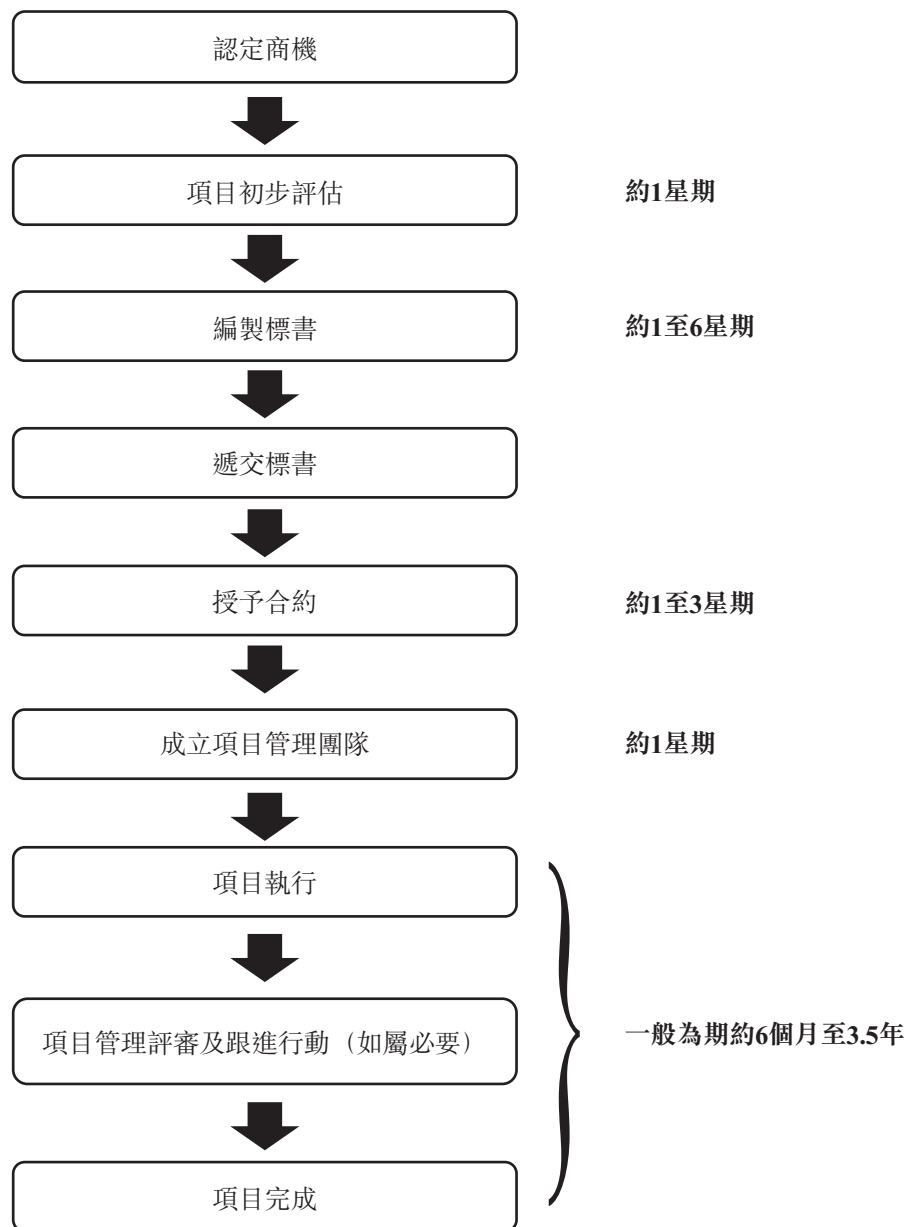 認定商機
項目初步評估
約1星期
編製標書
約1至6星期
遞交標書
授予合約
約1至3星期
成立項目管理團隊
約1星期
項目執行
項目管理評審及跟進行動（如屬必要）
一般為期約6個月至3.5年
項目完成